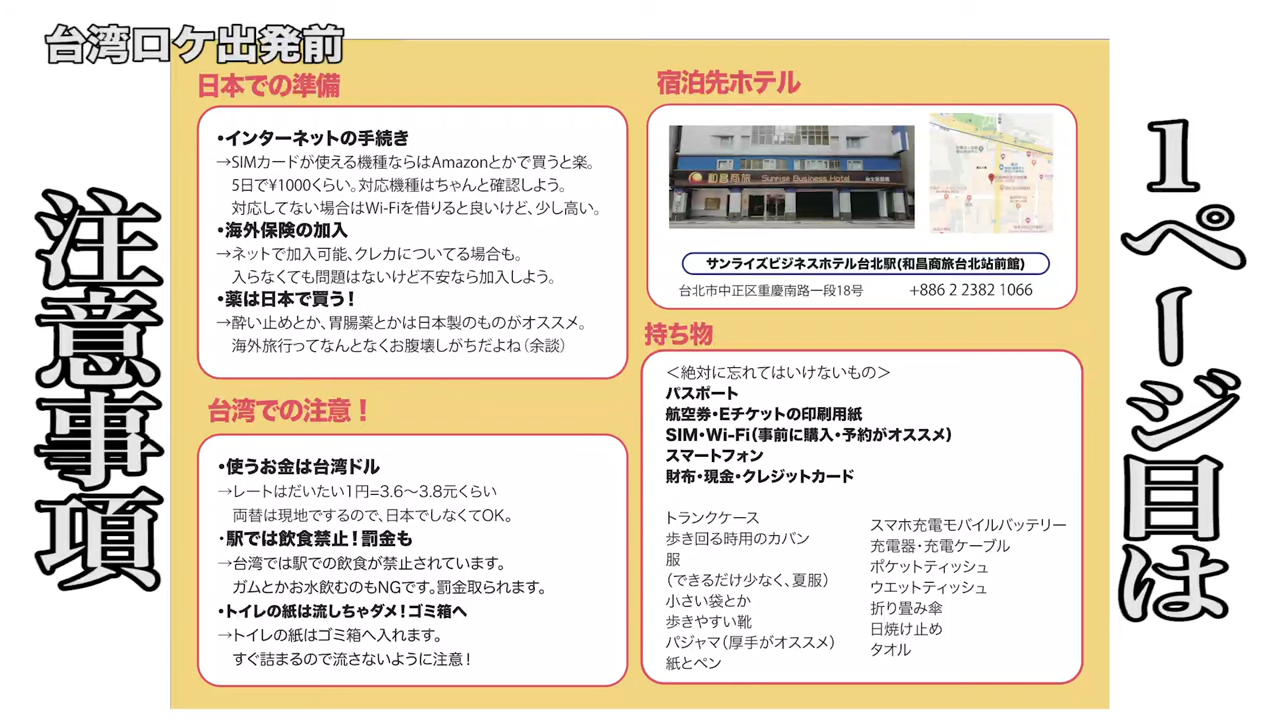 台湾ロケ出発前
1ページ目は
注意事項
日本での準備
・インターネットの手続き
→SIMカードが使える機種ならはAmazonとかで買うと楽。
5日で¥1000くらい。対応機種はちゃんと確認しよう。
対応してない場合はWi-Fiを借りると良いけど、少し高い。
・海外保険の加入
→ネットで加入可能、クレカについてる場合も。
入らなくても問題はないけど不安なら加入しよう。
・薬は日本で買う！
→酔い止めとか、胃腸薬とかは日本製のものがオススメ。
海外旅行ってなんとなくお腹壊しがちだよね（余談）
台湾での注意！
・使うお金は台湾ドル
→レートはだいたい1円=3.6〜3.8元くらい
両替は現地でするので、日本でしなくてOK。
・駅では飲食禁止！罰金も
→台湾では駅での飲食が禁止されています。
ガムとかお水飲むのもNGです。罰金取られます。
・トイレの紙は流しちゃダメ！ゴミ箱へ
→トイレの紙はゴミ箱へ入れます。
すぐ詰まるので流さないように注意！
宿泊先ホテル
和昌商旅 Sunrise Business Hotel
サンライズビジネスホテル台北駅(和昌商旅台北站前館)
台北市中正区重慶南路一段18号 +886 2 2382 1066
持ち物
＜絶対に忘れてはいけないもの＞
パスポート
航空券・Eチケットの印刷用紙
SIM・Wi-Fi（事前に購入・予約がオススメ）
スマートフォン
財布・現金・クレジットカード
トランクケース
歩き回る時用のカバン
服
（できるだけ少なく、夏服）
小さい袋とか
歩きやすい靴
パジャマ（厚手がオススメ）
紙とペン
スマホ充電モバイルバッテリー
充電器・充電ケーブル
ポケットティッシュ
ウエットティッシュ
折り畳み傘
日焼け止め
タオル